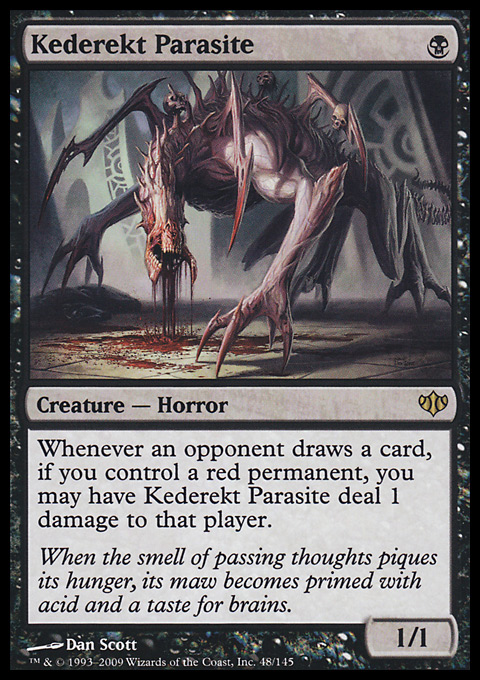 Kederekt Parasite
Creature — Horror
Whenever an opponent draws a card,
if you control a red permanent, you
may have Kederekt Parasite deal 1
damage to that player.
When the smell of passing thoughts piques
its hunger, its maw becomes primed with
acid and a taste for brains.
Dan Scott
1/1
™ & © 1993–2009 Wizards of the Coast, Inc. 48/145